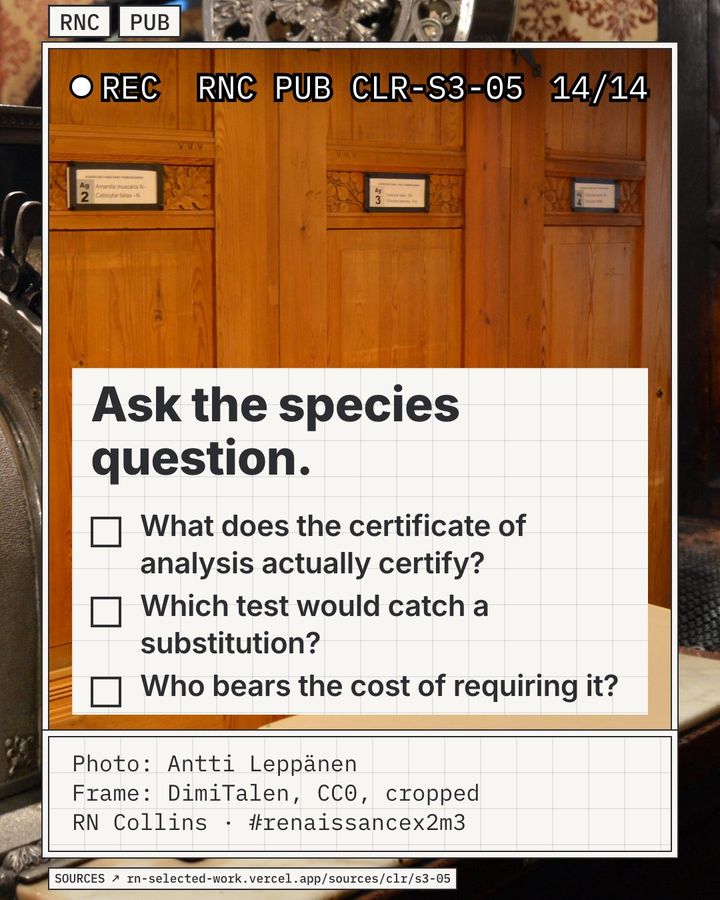 RNC PUB
REC RNC PUB CLR-S3-05 14/14
Ag
2
Amanita muscaria N-
Ag
3
Ag
4
Ask the species
question.
What does the certificate of
analysis actually certify?
Which test would catch a
substitution?
Who bears the cost of requiring it?
Photo: Antti Leppänen
Frame: DimiTalen, CC0, cropped
RN Collins · #renaissancex2m3
SOURCES ↗ rn-selected-work.vercel.app/sources/clr/s3-05